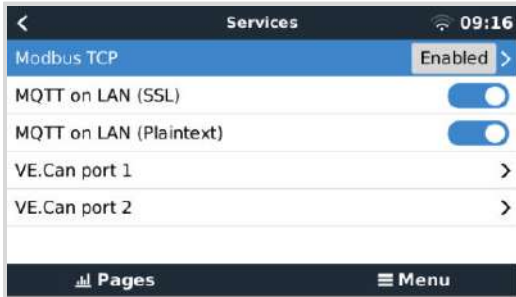 Services 09:16
Modbus TCP Enabled
MQTT on LAN (SSL)
MQTT on LAN (Plaintext)
VE.Can port 1
VE.Can port 2
Pages Menu